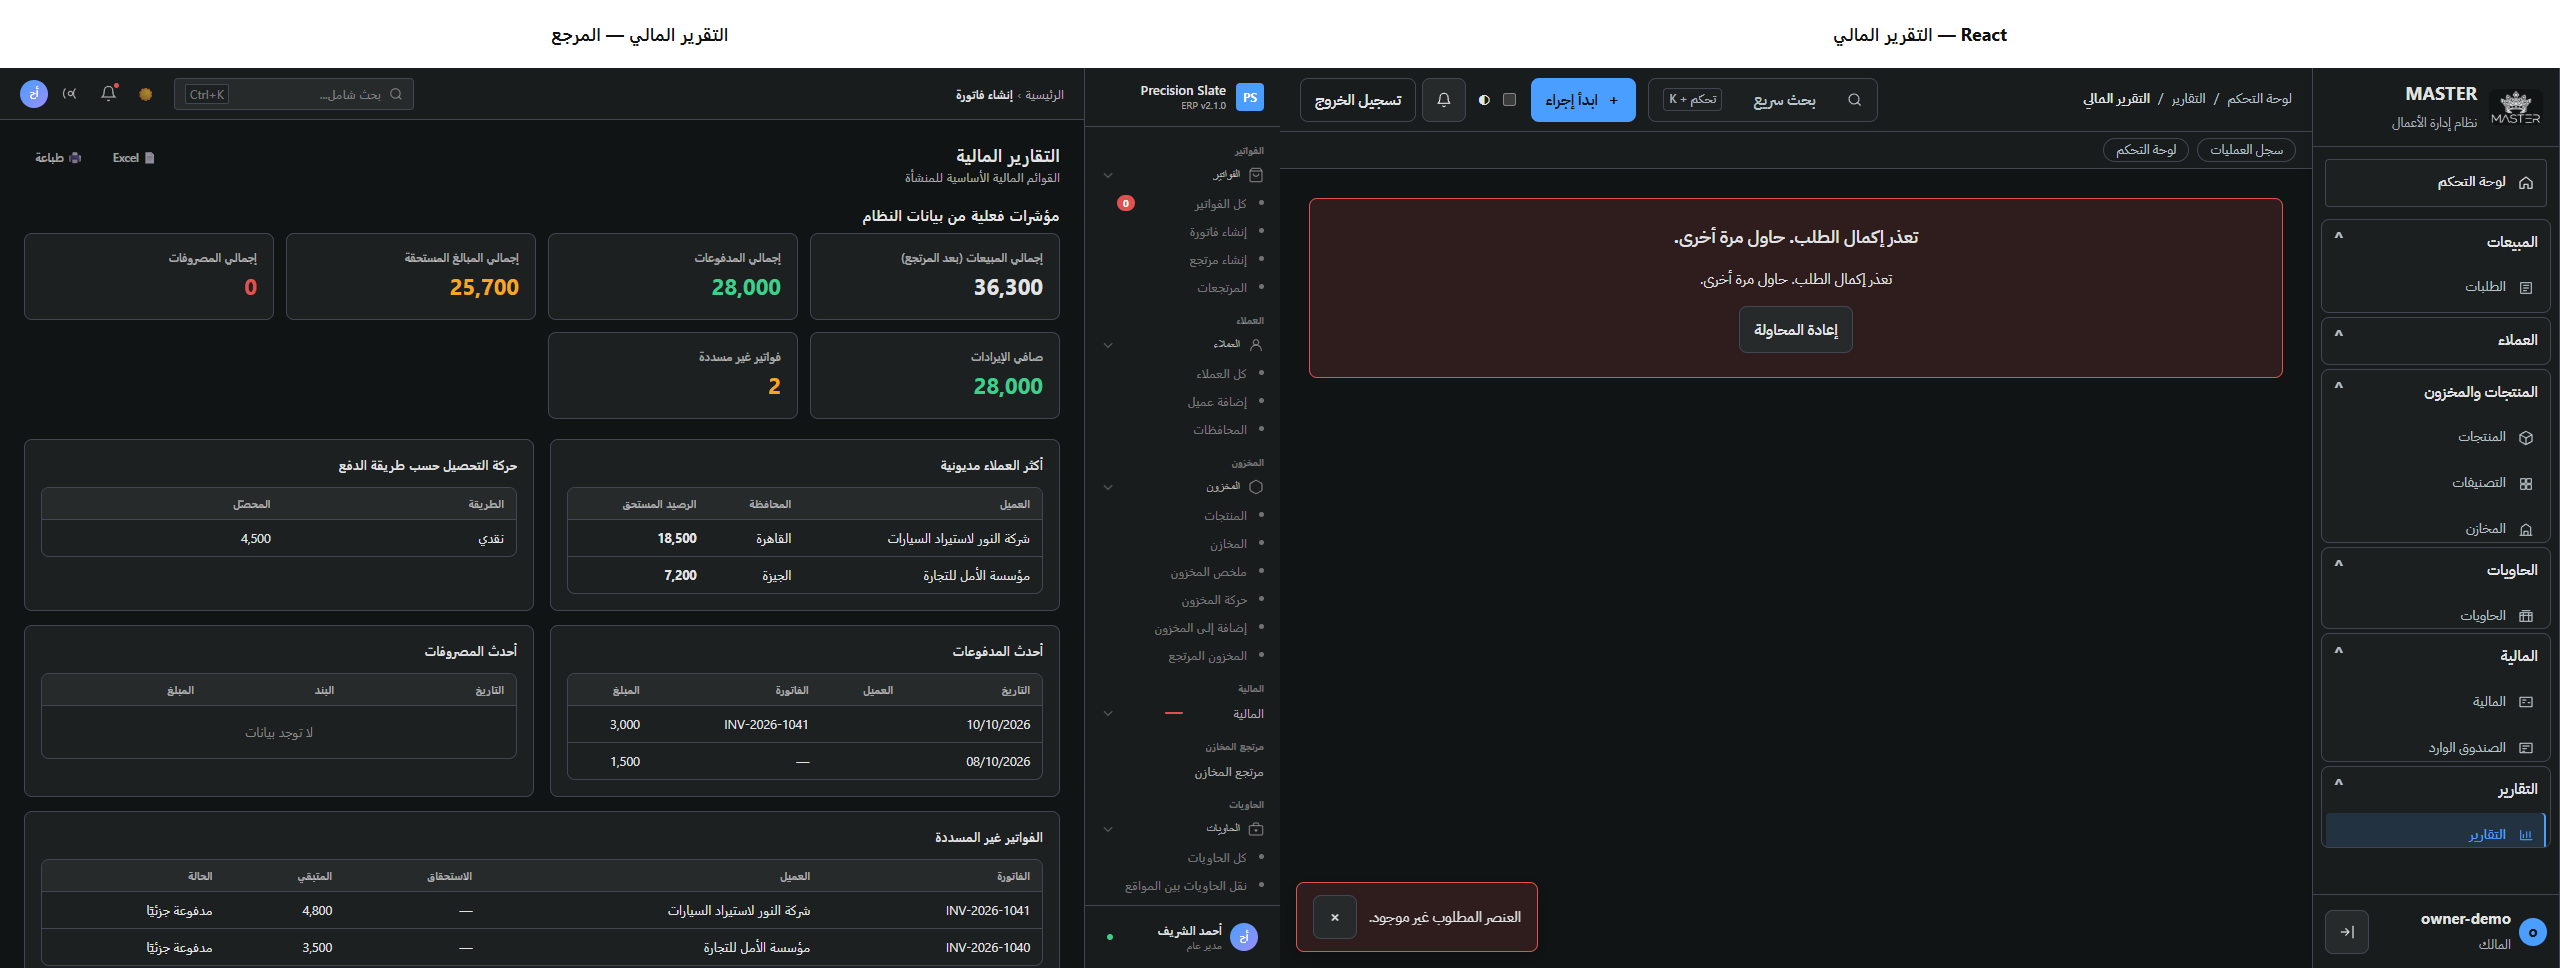 React — التقرير المالي
MASTER
نظام إدارة الأعمال
MASTER
لوحة التحكم / التقارير / التقرير المالي
بحث سريع
تحكم + K
+ ابدأ إجراء
تسجيل الخروج
سجل العمليات
لوحة التحكم
لوحة التحكم
المبيعات
الطلبات
العملاء
المنتجات والمخزون
المنتجات
التصنيفات
المخازن
الحاويات
الحاويات
المالية
المالية
الصندوق الوارد
التقارير
التقارير
owner-demo
المالك
o
تعذر إكمال الطلب. حاول مرة أخرى.
تعذر إكمال الطلب. حاول مرة أخرى.
إعادة المحاولة
العنصر المطلوب غير موجود.
×
التقرير المالي — المرجع
Precision Slate
ERP v2.1.0
PS
الفواتير
الفواتير
كل الفواتير
0
إنشاء فاتورة
إنشاء مرتجع
المرتجعات
العملاء
العملاء
كل العملاء
إضافة عميل
المحافظات
المخزون
المخزون
المنتجات
المخازن
ملخص المخزون
حركة المخزون
إضافة إلى المخزون
المخزون المرتجع
المالية
المالية
مرتجع المخازن
مرتجع المخازن
الحاويات
الحاويات
كل الحاويات
نقل الحاويات بين المواقع
أحمد الشريف
مدير عام
أح
الرئيسية › إنشاء فاتورة
بحث شامل...
Ctrl+K
أح
التقارير المالية
القوائم المالية الأساسية للمنشأة
Excel
طباعة
مؤشرات فعلية من بيانات النظام
إجمالي المبيعات (بعد المرتجع)
36,300
إجمالي المدفوعات
28,000
إجمالي المبالغ المستحقة
25,700
إجمالي المصروفات
0
صافي الإيرادات
28,000
فواتير غير مسددة
2
أكثر العملاء مديونية
العميل المحافظة الرصيد المستحق
شركة النور لاستيراد السيارات القاهرة 18,500
مؤسسة الأمل للتجارة الجيزة 7,200
حركة التحصيل حسب طريقة الدفع
الطريقة المحصّل
نقدي 4,500
أحدث المدفوعات
التاريخ العميل الفاتورة المبلغ
10/10/2026 INV-2026-1041 3,000
08/10/2026 — 1,500
أحدث المصروفات
التاريخ البند المبلغ
لا توجد بيانات
الفواتير غير المسددة
الفاتورة العميل الاستحقاق المتبقي الحالة
INV-2026-1041 شركة النور لاستيراد السيارات — 4,800 مدفوعة جزئيًا
INV-2026-1040 مؤسسة الأمل للتجارة — 3,500 مدفوعة جزئيًا